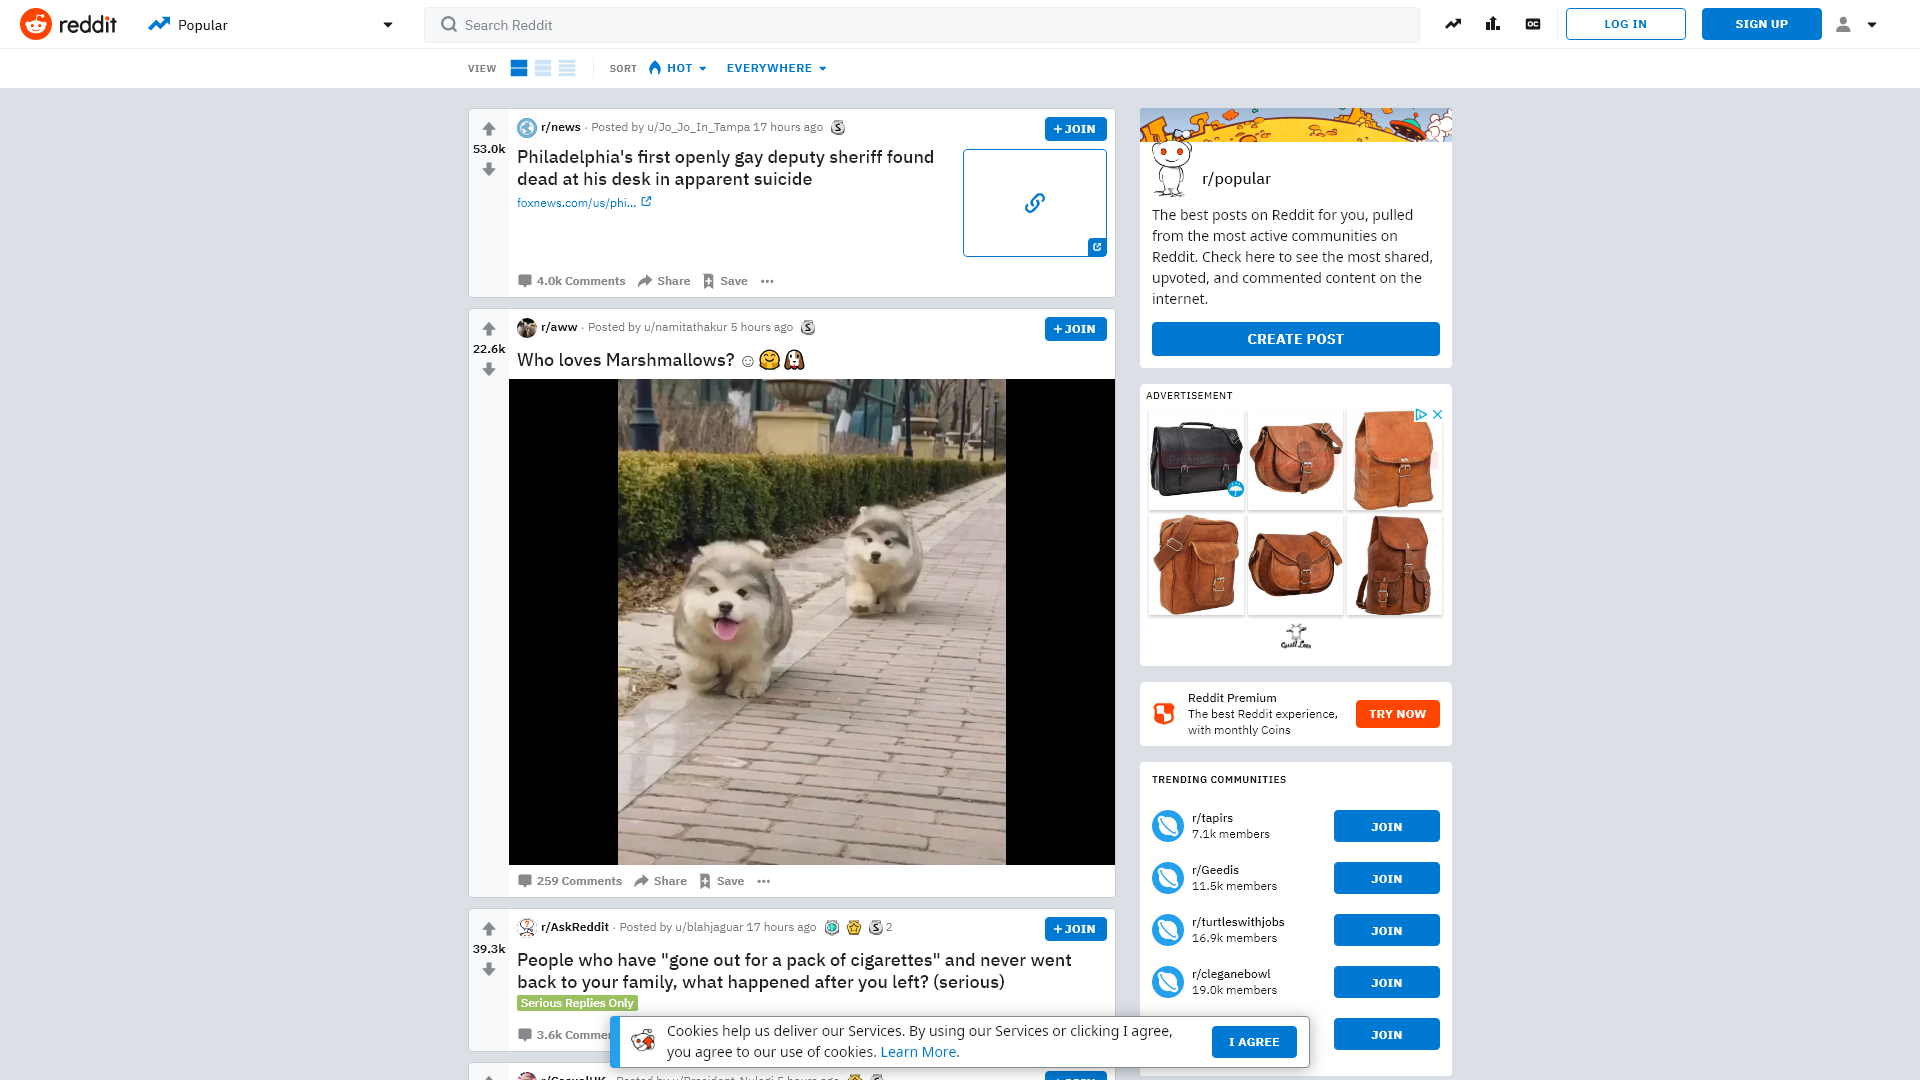 reddit
Popular
Search Reddit
LOG IN
SIGN UP
VIEW
SORT
HOT
EVERYWHERE
53.0k
r/news · Posted by u/Jo_Jo_In_Tampa 17 hours ago
+ JOIN
Philadelphia's first openly gay deputy sheriff found
dead at his desk in apparent suicide
foxnews.com/us/phi...
4.0k Comments
Share
Save
22.6k
r/aww · Posted by u/namitathakur 5 hours ago
+ JOIN
Who loves Marshmallows? ☺🤗🐶
259 Comments
Share
Save
39.3k
r/AskReddit · Posted by u/blahjaguar 17 hours ago
2
+ JOIN
People who have "gone out for a pack of cigarettes" and never went
back to your family, what happened after you left? (serious)
Serious Replies Only
3.6k Comme
r/popular
The best posts on Reddit for you, pulled
from the most active communities on
Reddit. Check here to see the most shared,
upvoted, and commented content on the
internet.
CREATE POST
ADVERTISEMENT
Reddit Premium
The best Reddit experience,
with monthly Coins
TRY NOW
TRENDING COMMUNITIES
r/tapirs
7.1k members
JOIN
r/Geedis
11.5k members
JOIN
r/turtleswithjobs
16.9k members
JOIN
r/cleganebowl
19.0k members
JOIN
JOIN
Cookies help us deliver our Services. By using our Services or clicking I agree,
you agree to our use of cookies. Learn More.
I AGREE